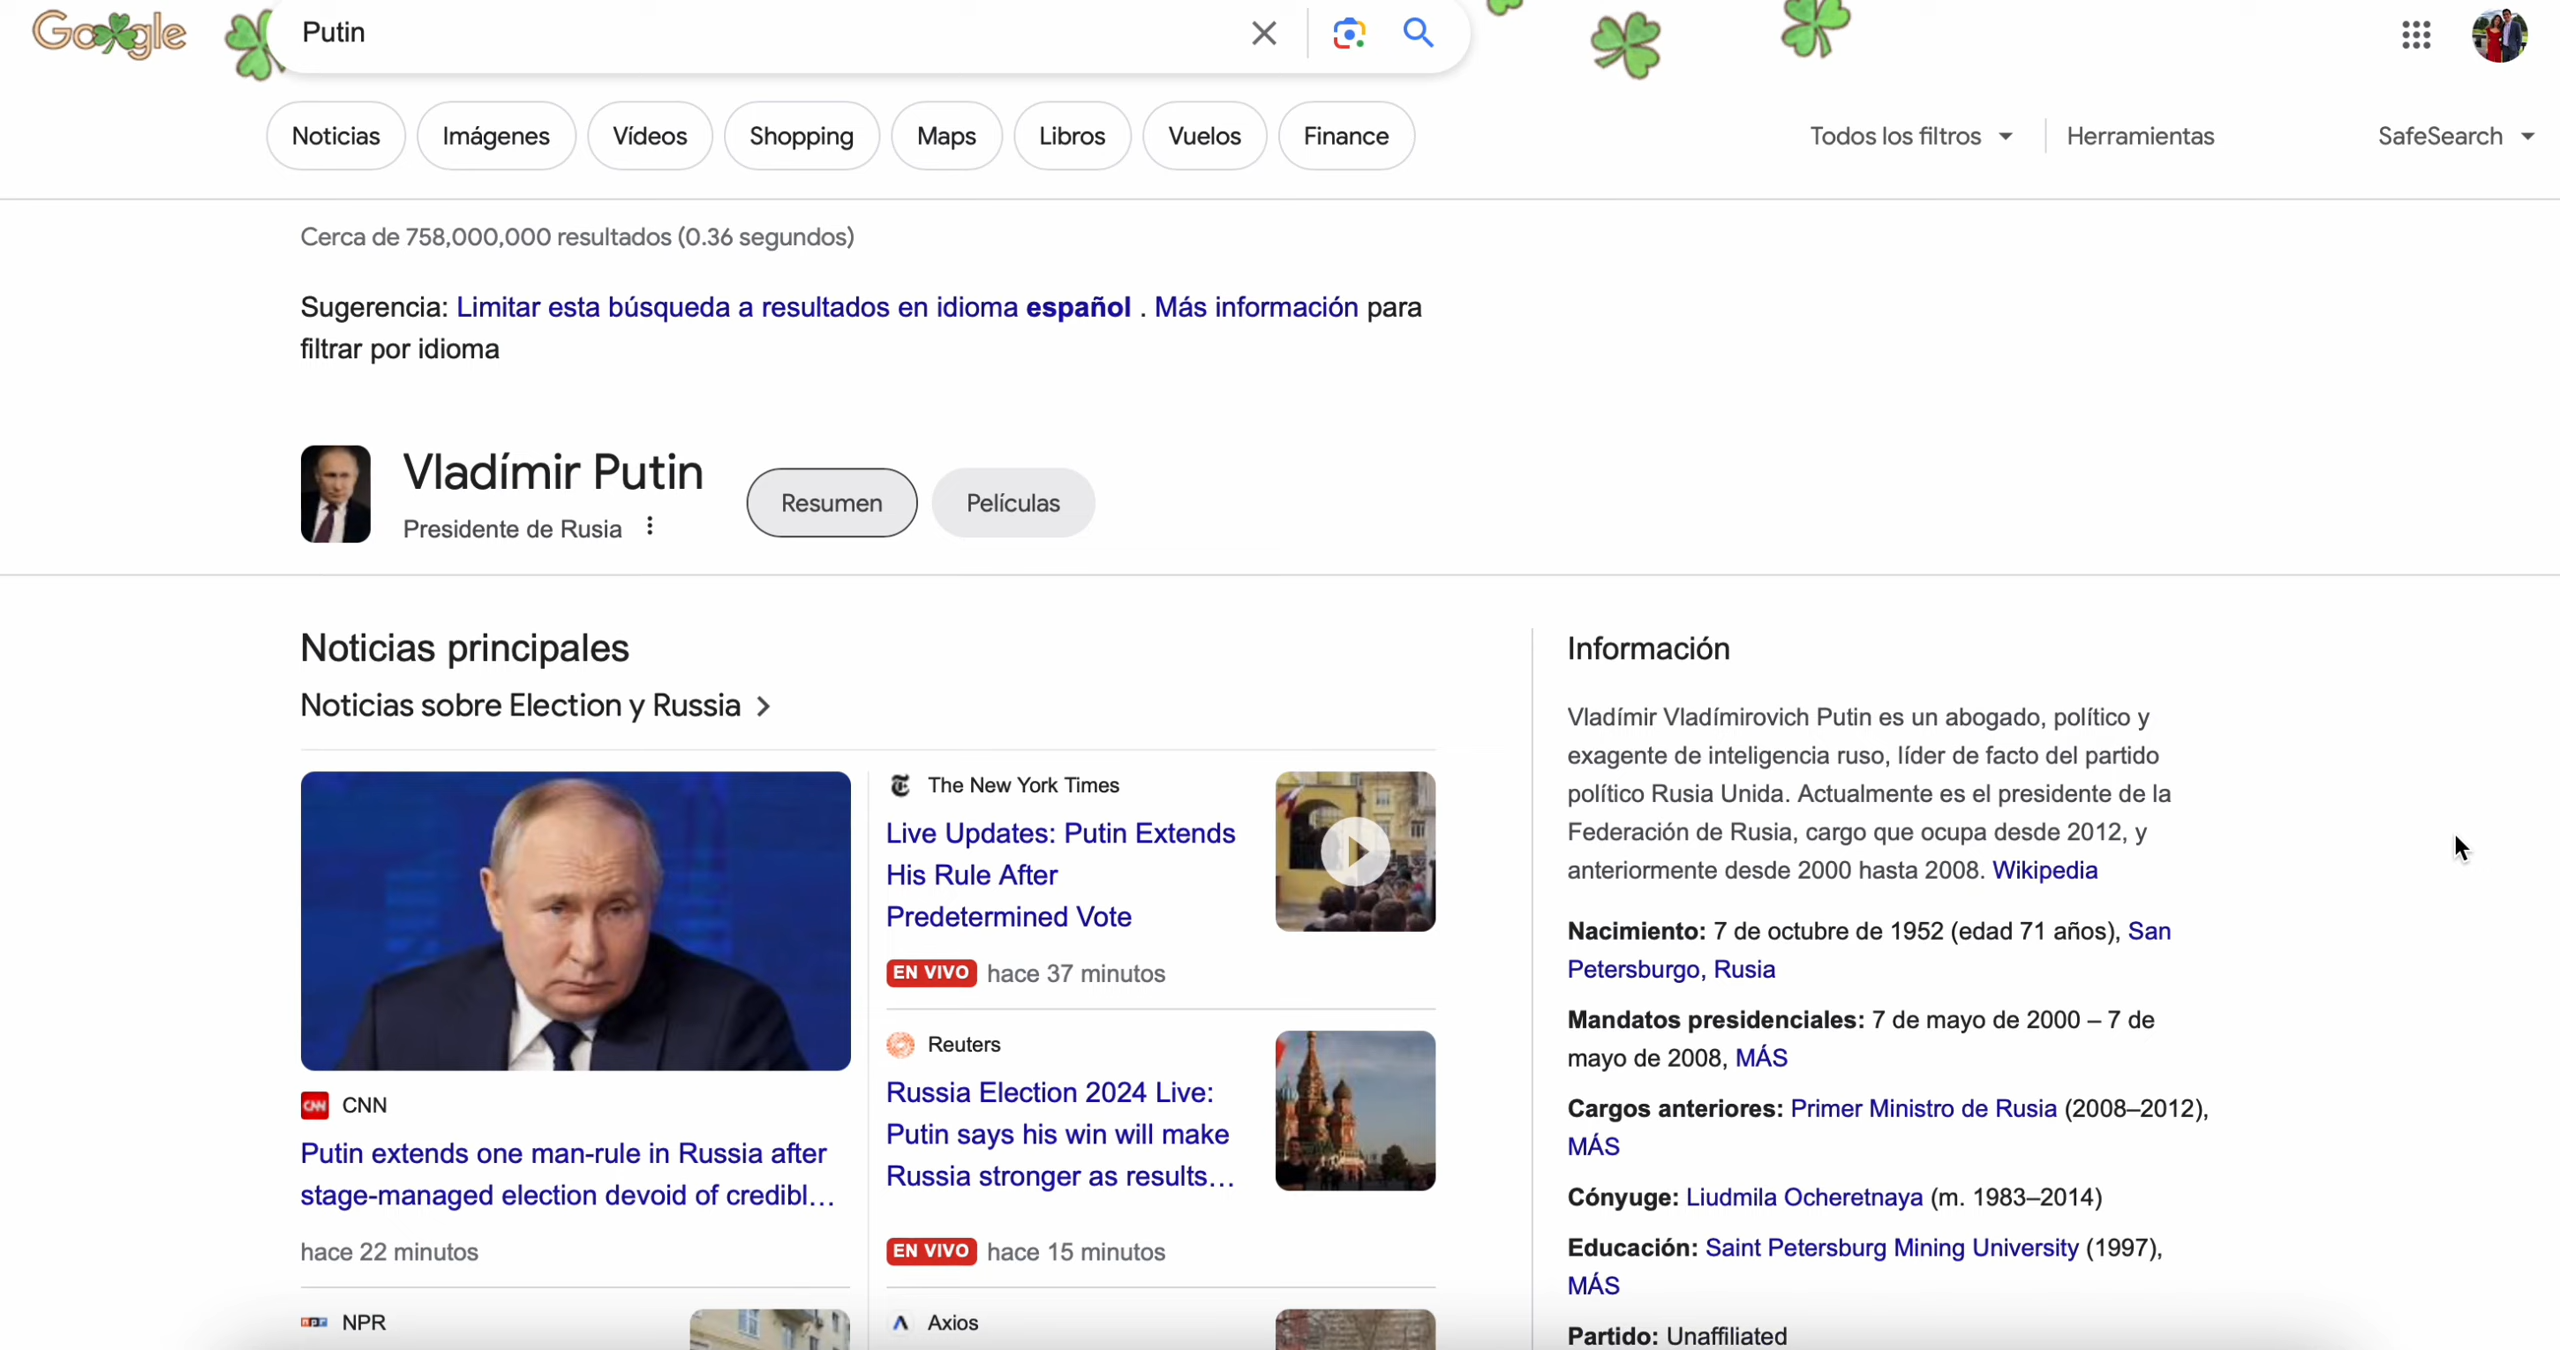 Google
Putin
Noticias
Imágenes
Vídeos
Shopping
Maps
Libros
Vuelos
Finance
Todos los filtros
Herramientas
SafeSearch
Cerca de 758,000,000 resultados (0.36 segundos)
Sugerencia: Limitar esta búsqueda a resultados en idioma español . Más información para
filtrar por idioma
Vladímir Putin
Presidente de Rusia
Resumen
Películas
Noticias principales
Noticias sobre Election y Russia
CNN
CNN
Putin extends one man-rule in Russia after
stage-managed election devoid of credibl...
hace 22 minutos
npr
NPR
The New York Times
Live Updates: Putin Extends
His Rule After
Predetermined Vote
EN VIVO hace 37 minutos
Reuters
Russia Election 2024 Live:
Putin says his win will make
Russia stronger as results...
EN VIVO hace 15 minutos
Axios
Información
Vladímir Vladímirovich Putin es un abogado, político y
exagente de inteligencia ruso, líder de facto del partido
político Rusia Unida. Actualmente es el presidente de la
Federación de Rusia, cargo que ocupa desde 2012, y
anteriormente desde 2000 hasta 2008. Wikipedia
Nacimiento: 7 de octubre de 1952 (edad 71 años), San
Petersburgo, Rusia
Mandatos presidenciales: 7 de mayo de 2000 – 7 de
mayo de 2008, MÁS
Cargos anteriores: Primer Ministro de Rusia (2008–2012),
MÁS
Cónyuge: Liudmila Ocheretnaya (m. 1983–2014)
Educación: Saint Petersburg Mining University (1997),
MÁS
Partido: Unaffiliated